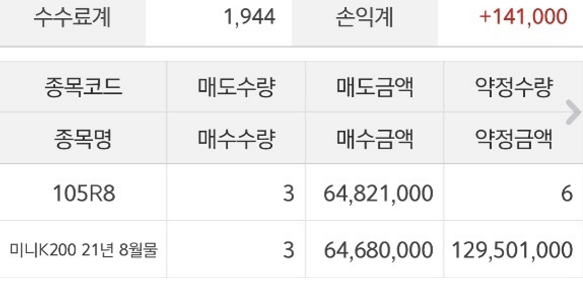 수수료계 1,944 손익계 +141,000
종목코드 매도수량 매도금액 약정수량
종목명 매수수량 매수금액 약정금액
105R8 3 64,821,000 6
미니K200 21년 8월물 3 64,680,000 129,501,000